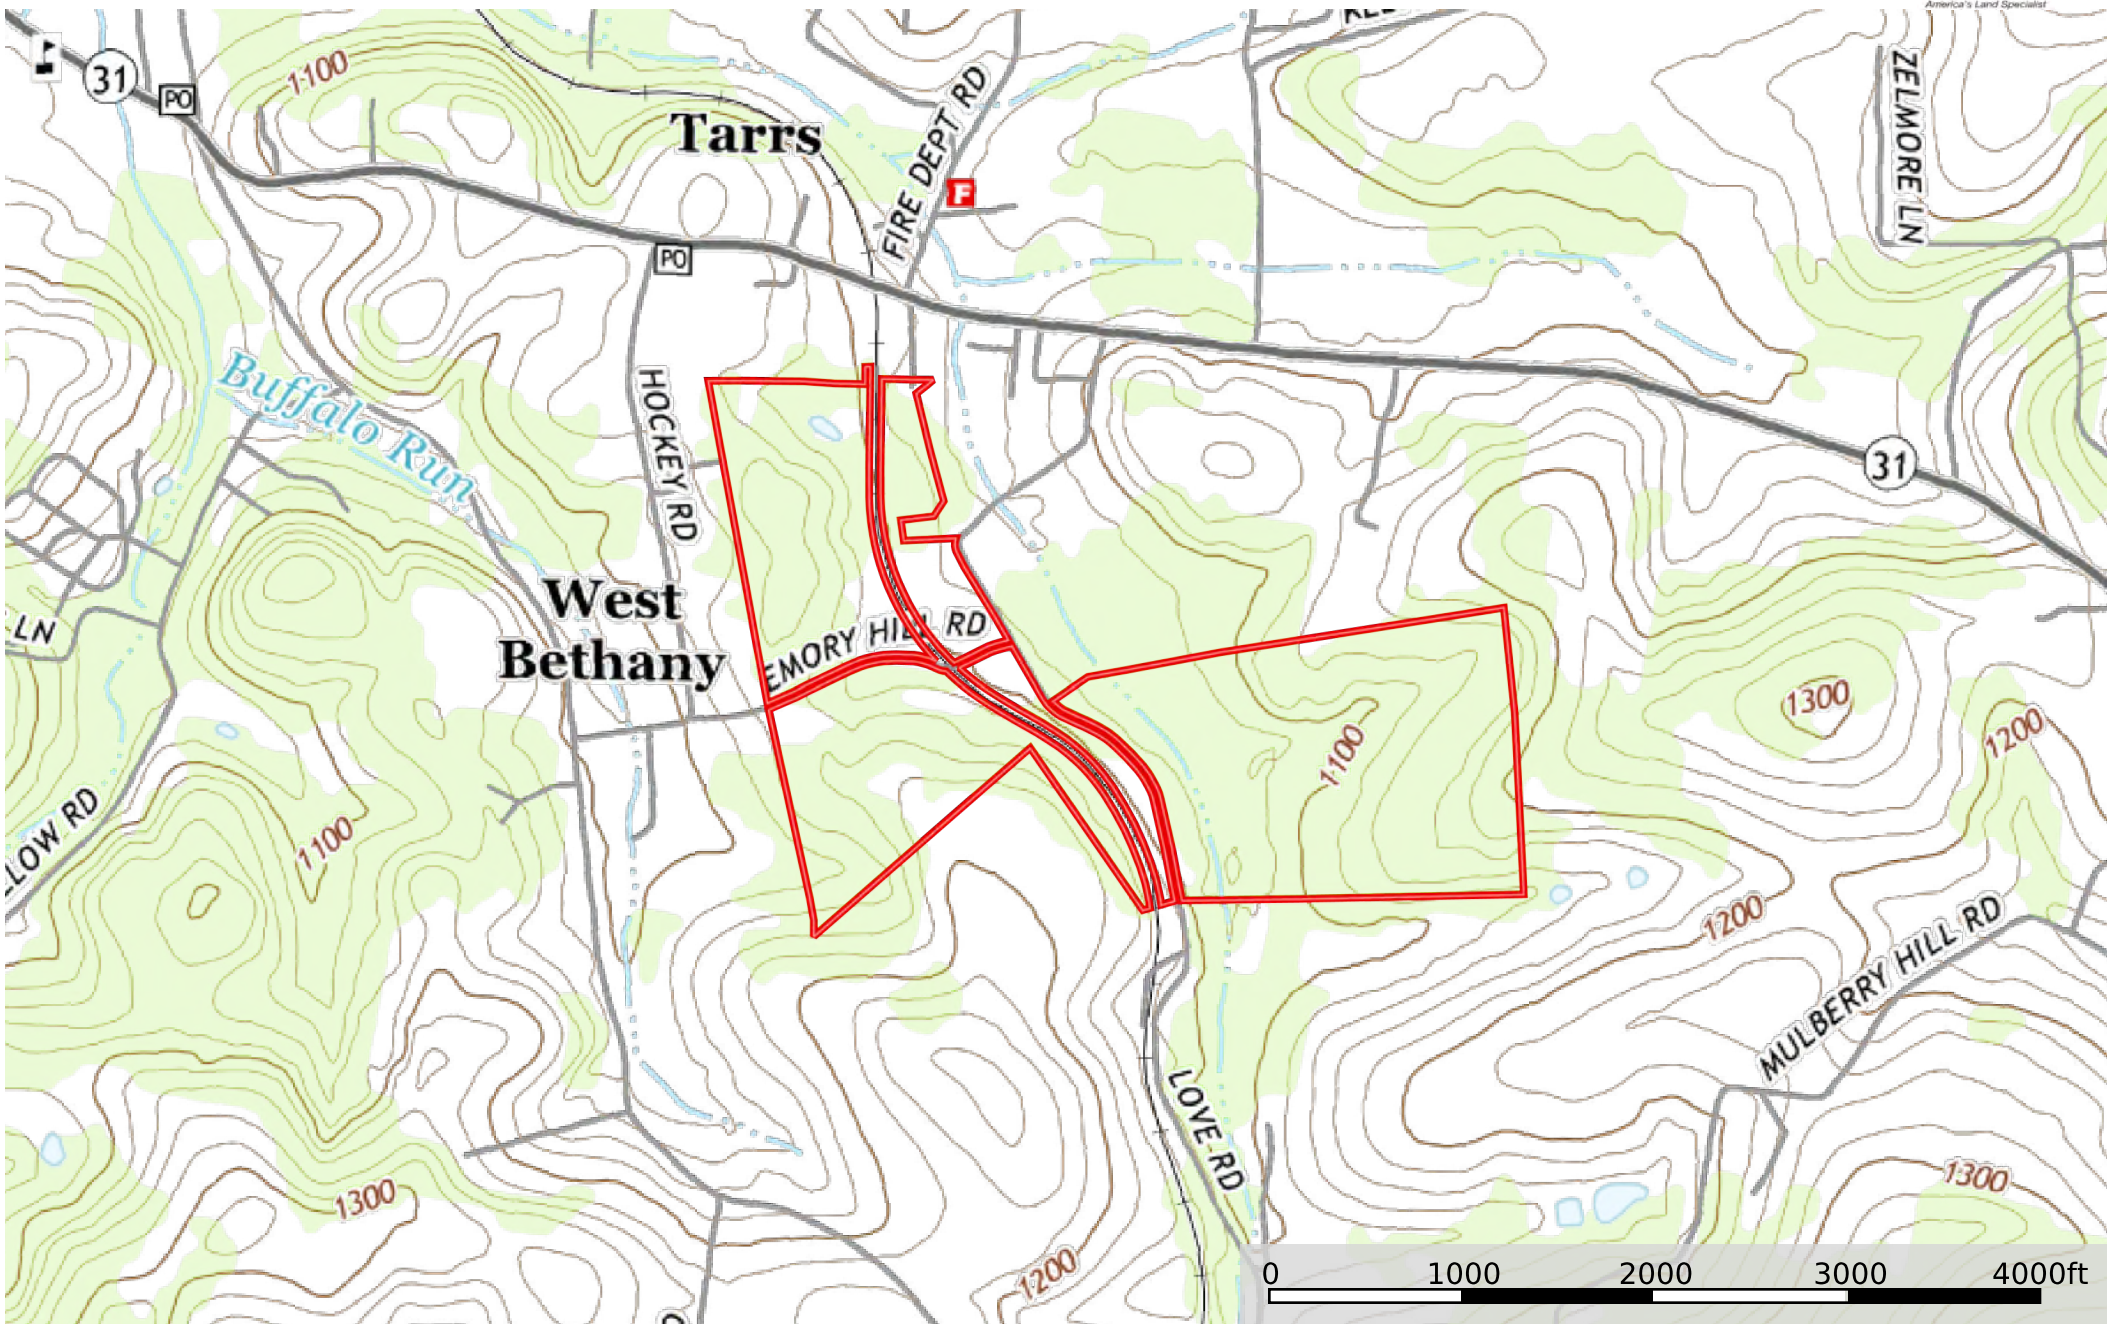 America's Land Specialist
31
PO
1100
Tarrs
FIRE DEPT RD
F
ZELMORE LN
PO
Buffalo Run
HOCKEY RD
31
West
Bethany
EMORY HILL RD
LN
1300
1200
1100
LOW RD
1100
1200
MULBERRY HILL RD
LOVE RD
1300
1300
1200
0 1000 2000 3000 4000ft